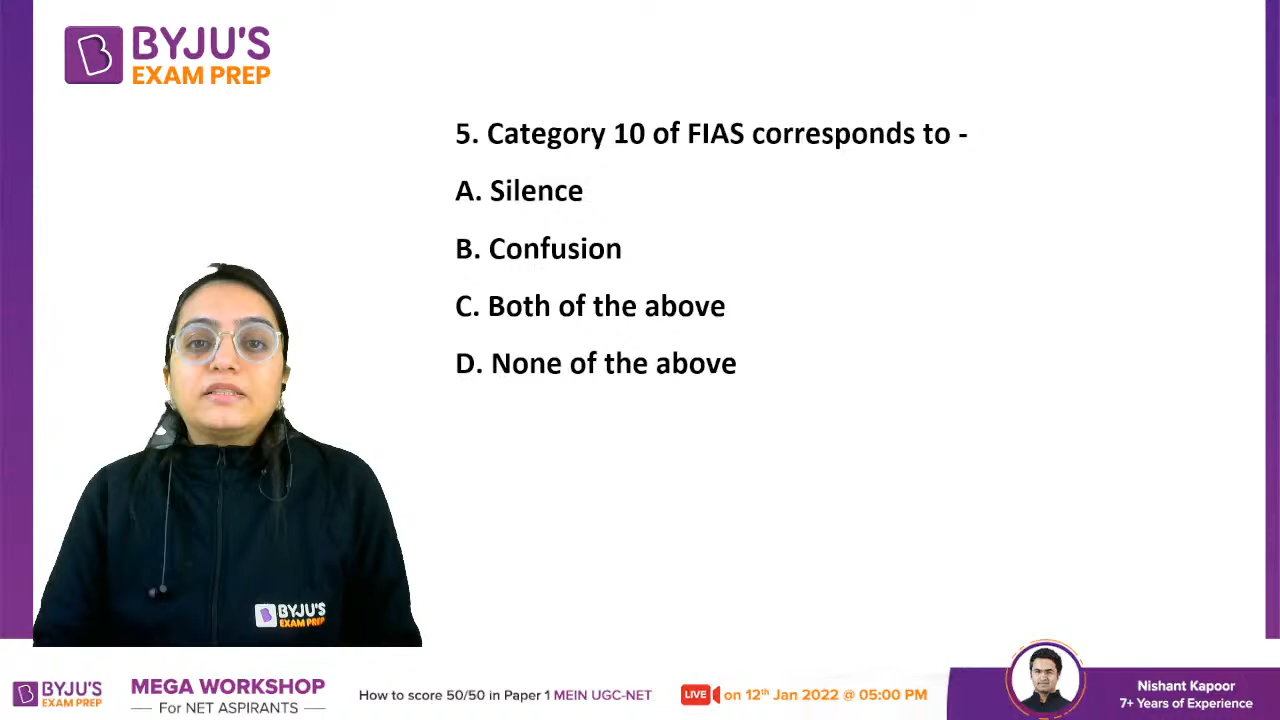 BYJU'S
EXAM PREP
5. Category 10 of FIAS corresponds to -
A. Silence
B. Confusion
C. Both of the above
D. None of the above
BYJU'S
EXAM PREP
BYJU'S
EXAM PREP
MEGA WORKSHOP
For NET ASPIRANTS
How to score 50/50 in Paper 1 MEIN UGC-NET
LIVE on 12th Jan 2022 @ 05:00 PM
Nishant Kapoor
7+ Years of Experience